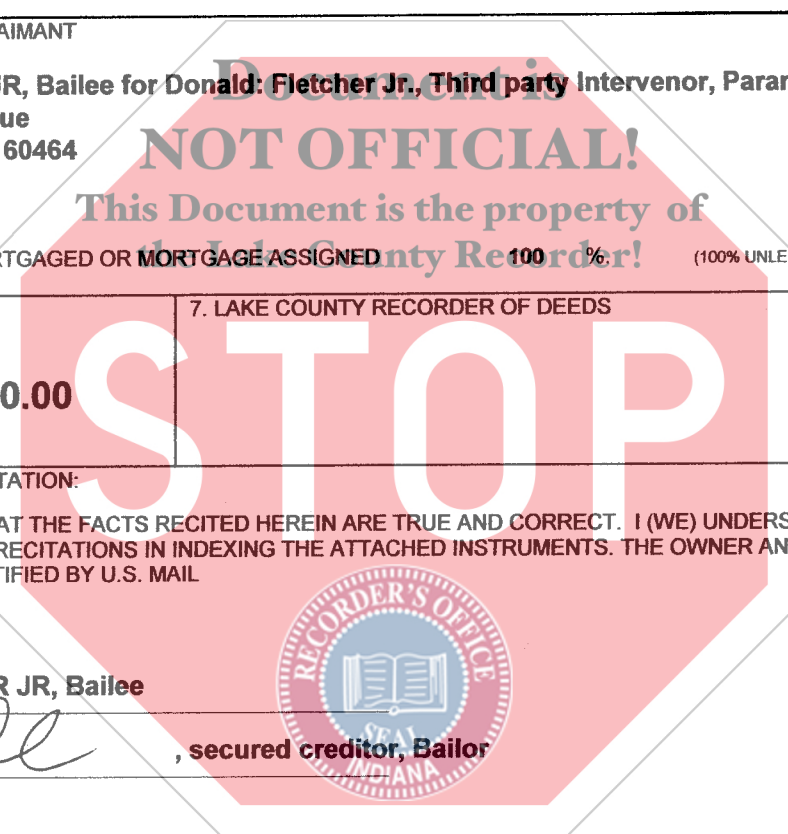 AIMANT
JR, Bailee for Donald: Fletcher Jr., Third party Intervenor, Paran
ue
60464
Document is
NOT OFFICIAL!
This Document is the property of
the Lake County Recorder!
RTGAGED OR MORTGAGE ASSIGNED 100 %. (100% UNLE
7. LAKE COUNTY RECORDER OF DEEDS
0.00
STOP
TATION:
AT THE FACTS RECITED HEREIN ARE TRUE AND CORRECT. I (WE) UNDERS
RECITATIONS IN INDEXING THE ATTACHED INSTRUMENTS. THE OWNER AN
TIFIED BY U.S. MAIL
RECORDER'S OFFICE
SEAL
INDIANA
R JR, Bailee
, secured creditor, Bailor